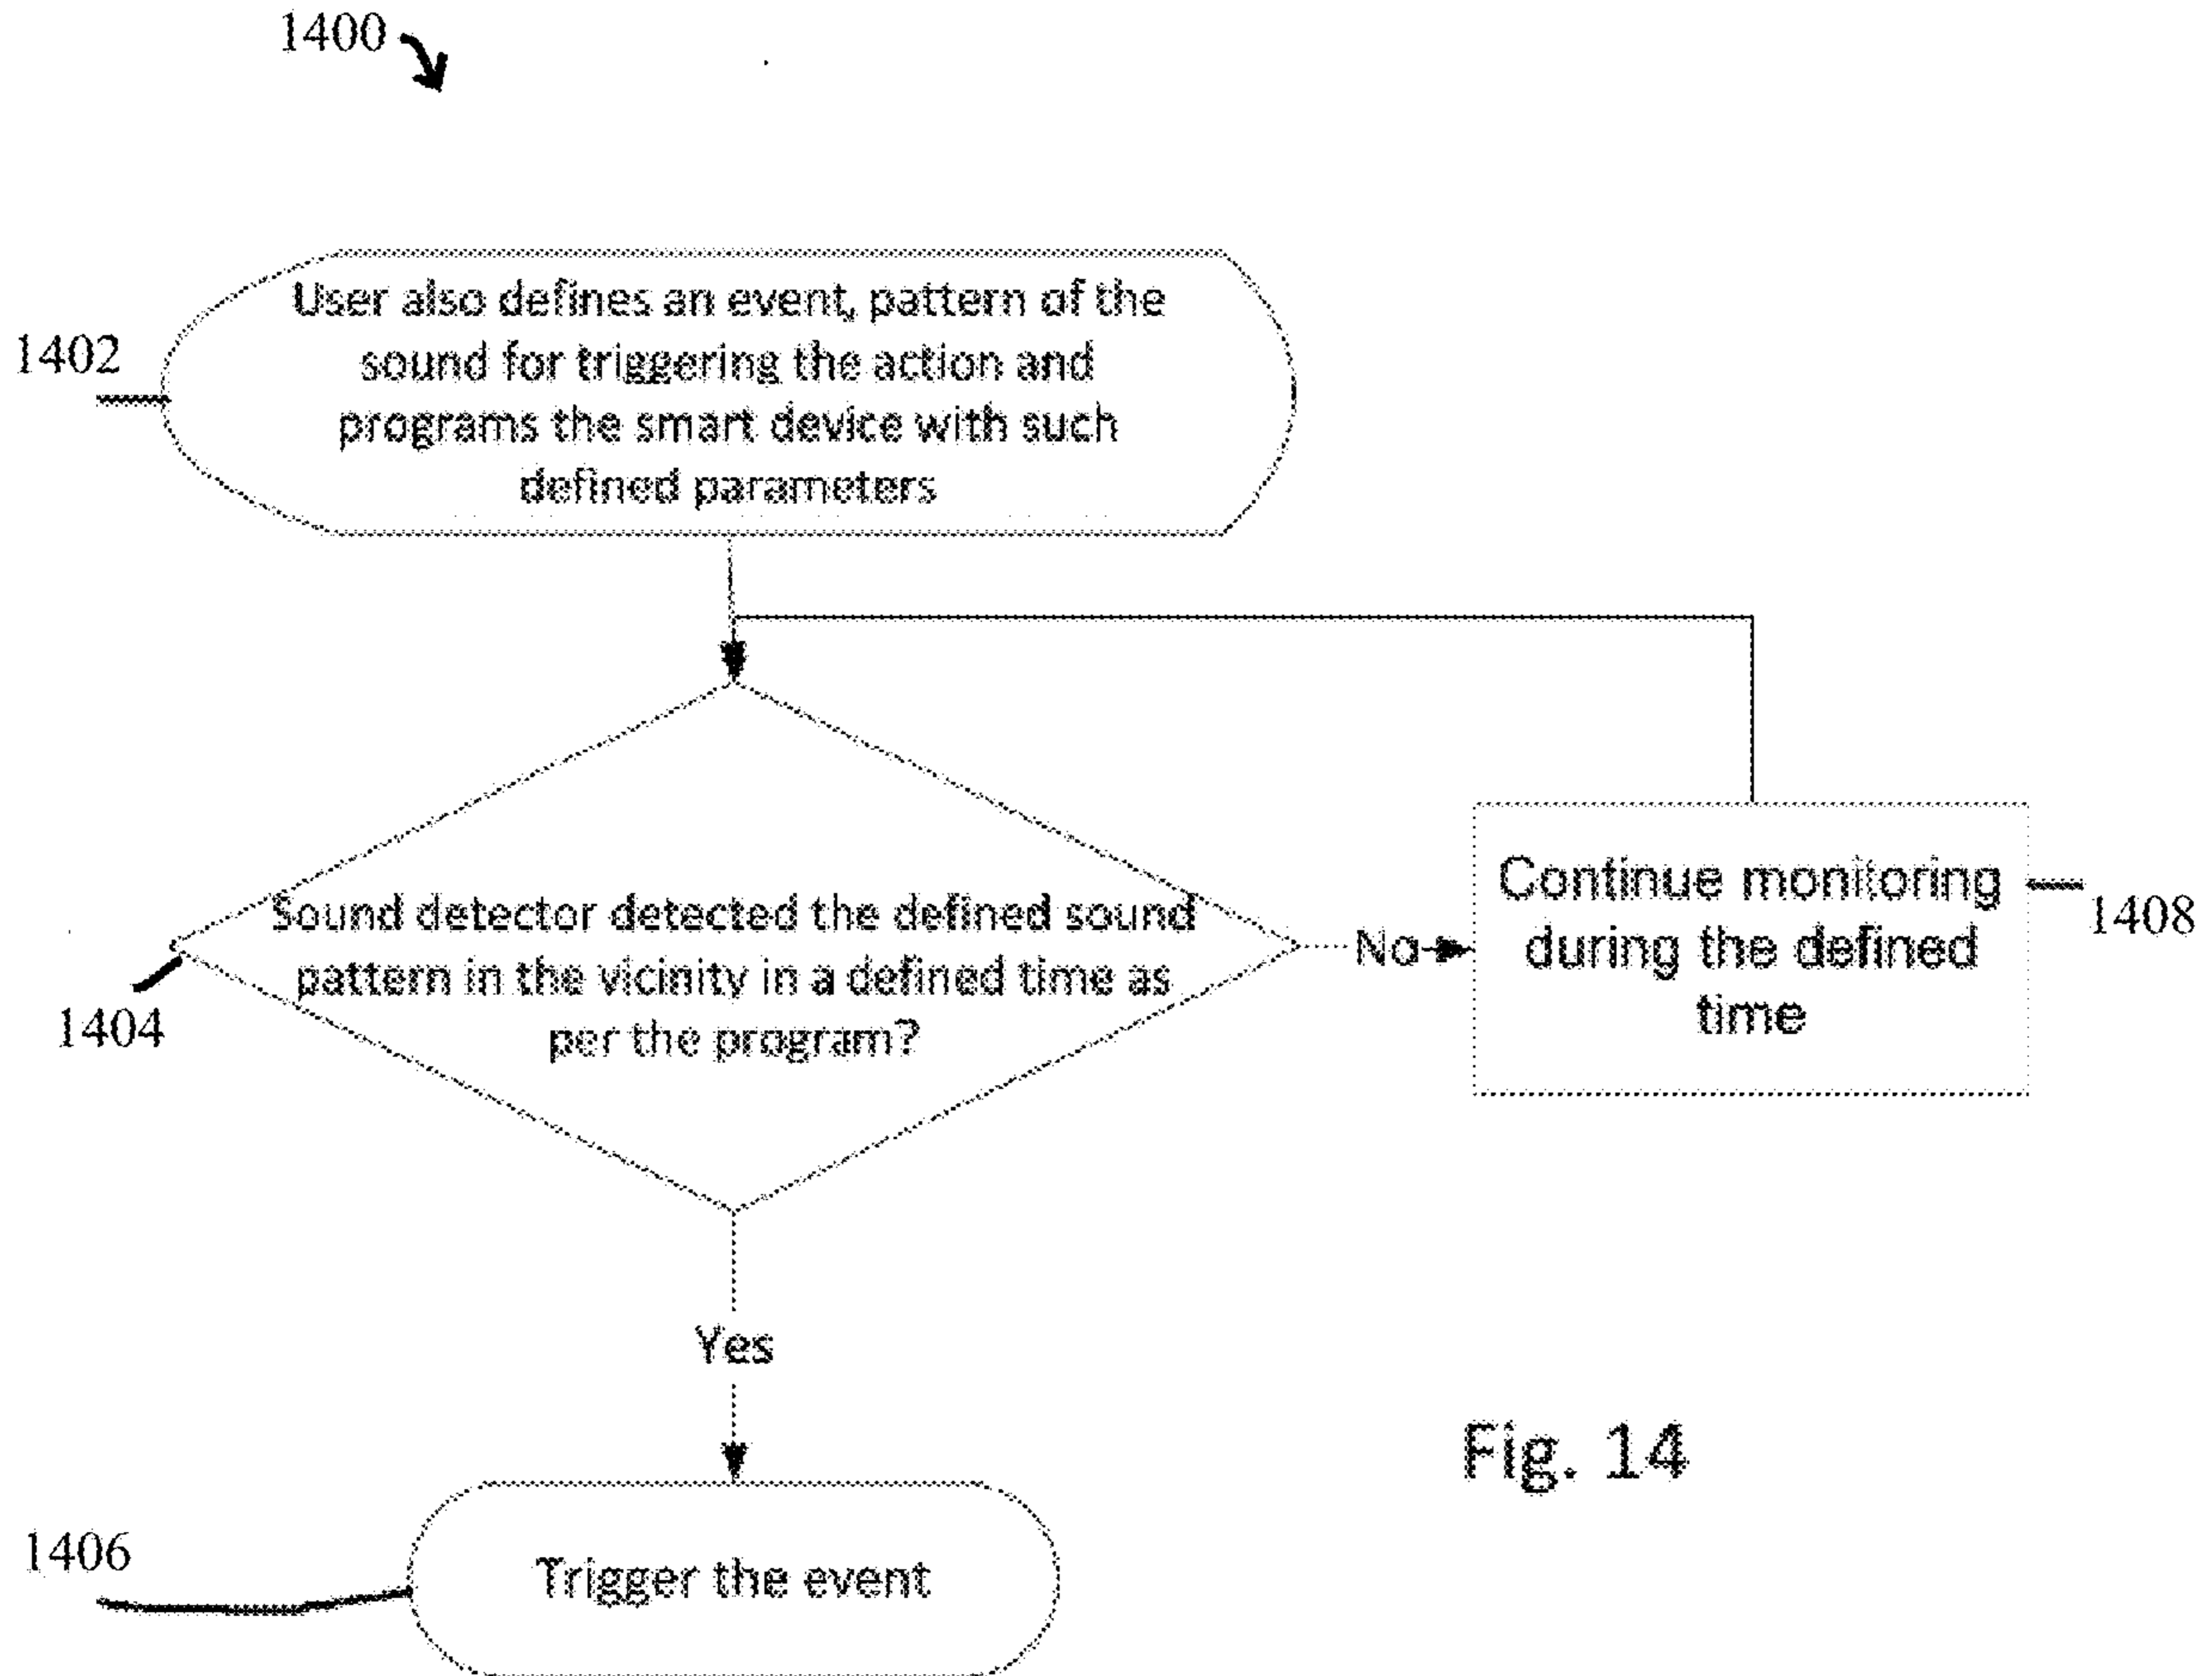 1400
1402
User also defines an event, pattern of the
sound for triggering the action and
programs the smart device with such
defined parameters
1404
Sound detector detected the defined sound
pattern in the vicinity in a defined time as
per the program?
No
Continue monitoring
during the defined
time
1408
Yes
1406
Trigger the event
Fig. 14